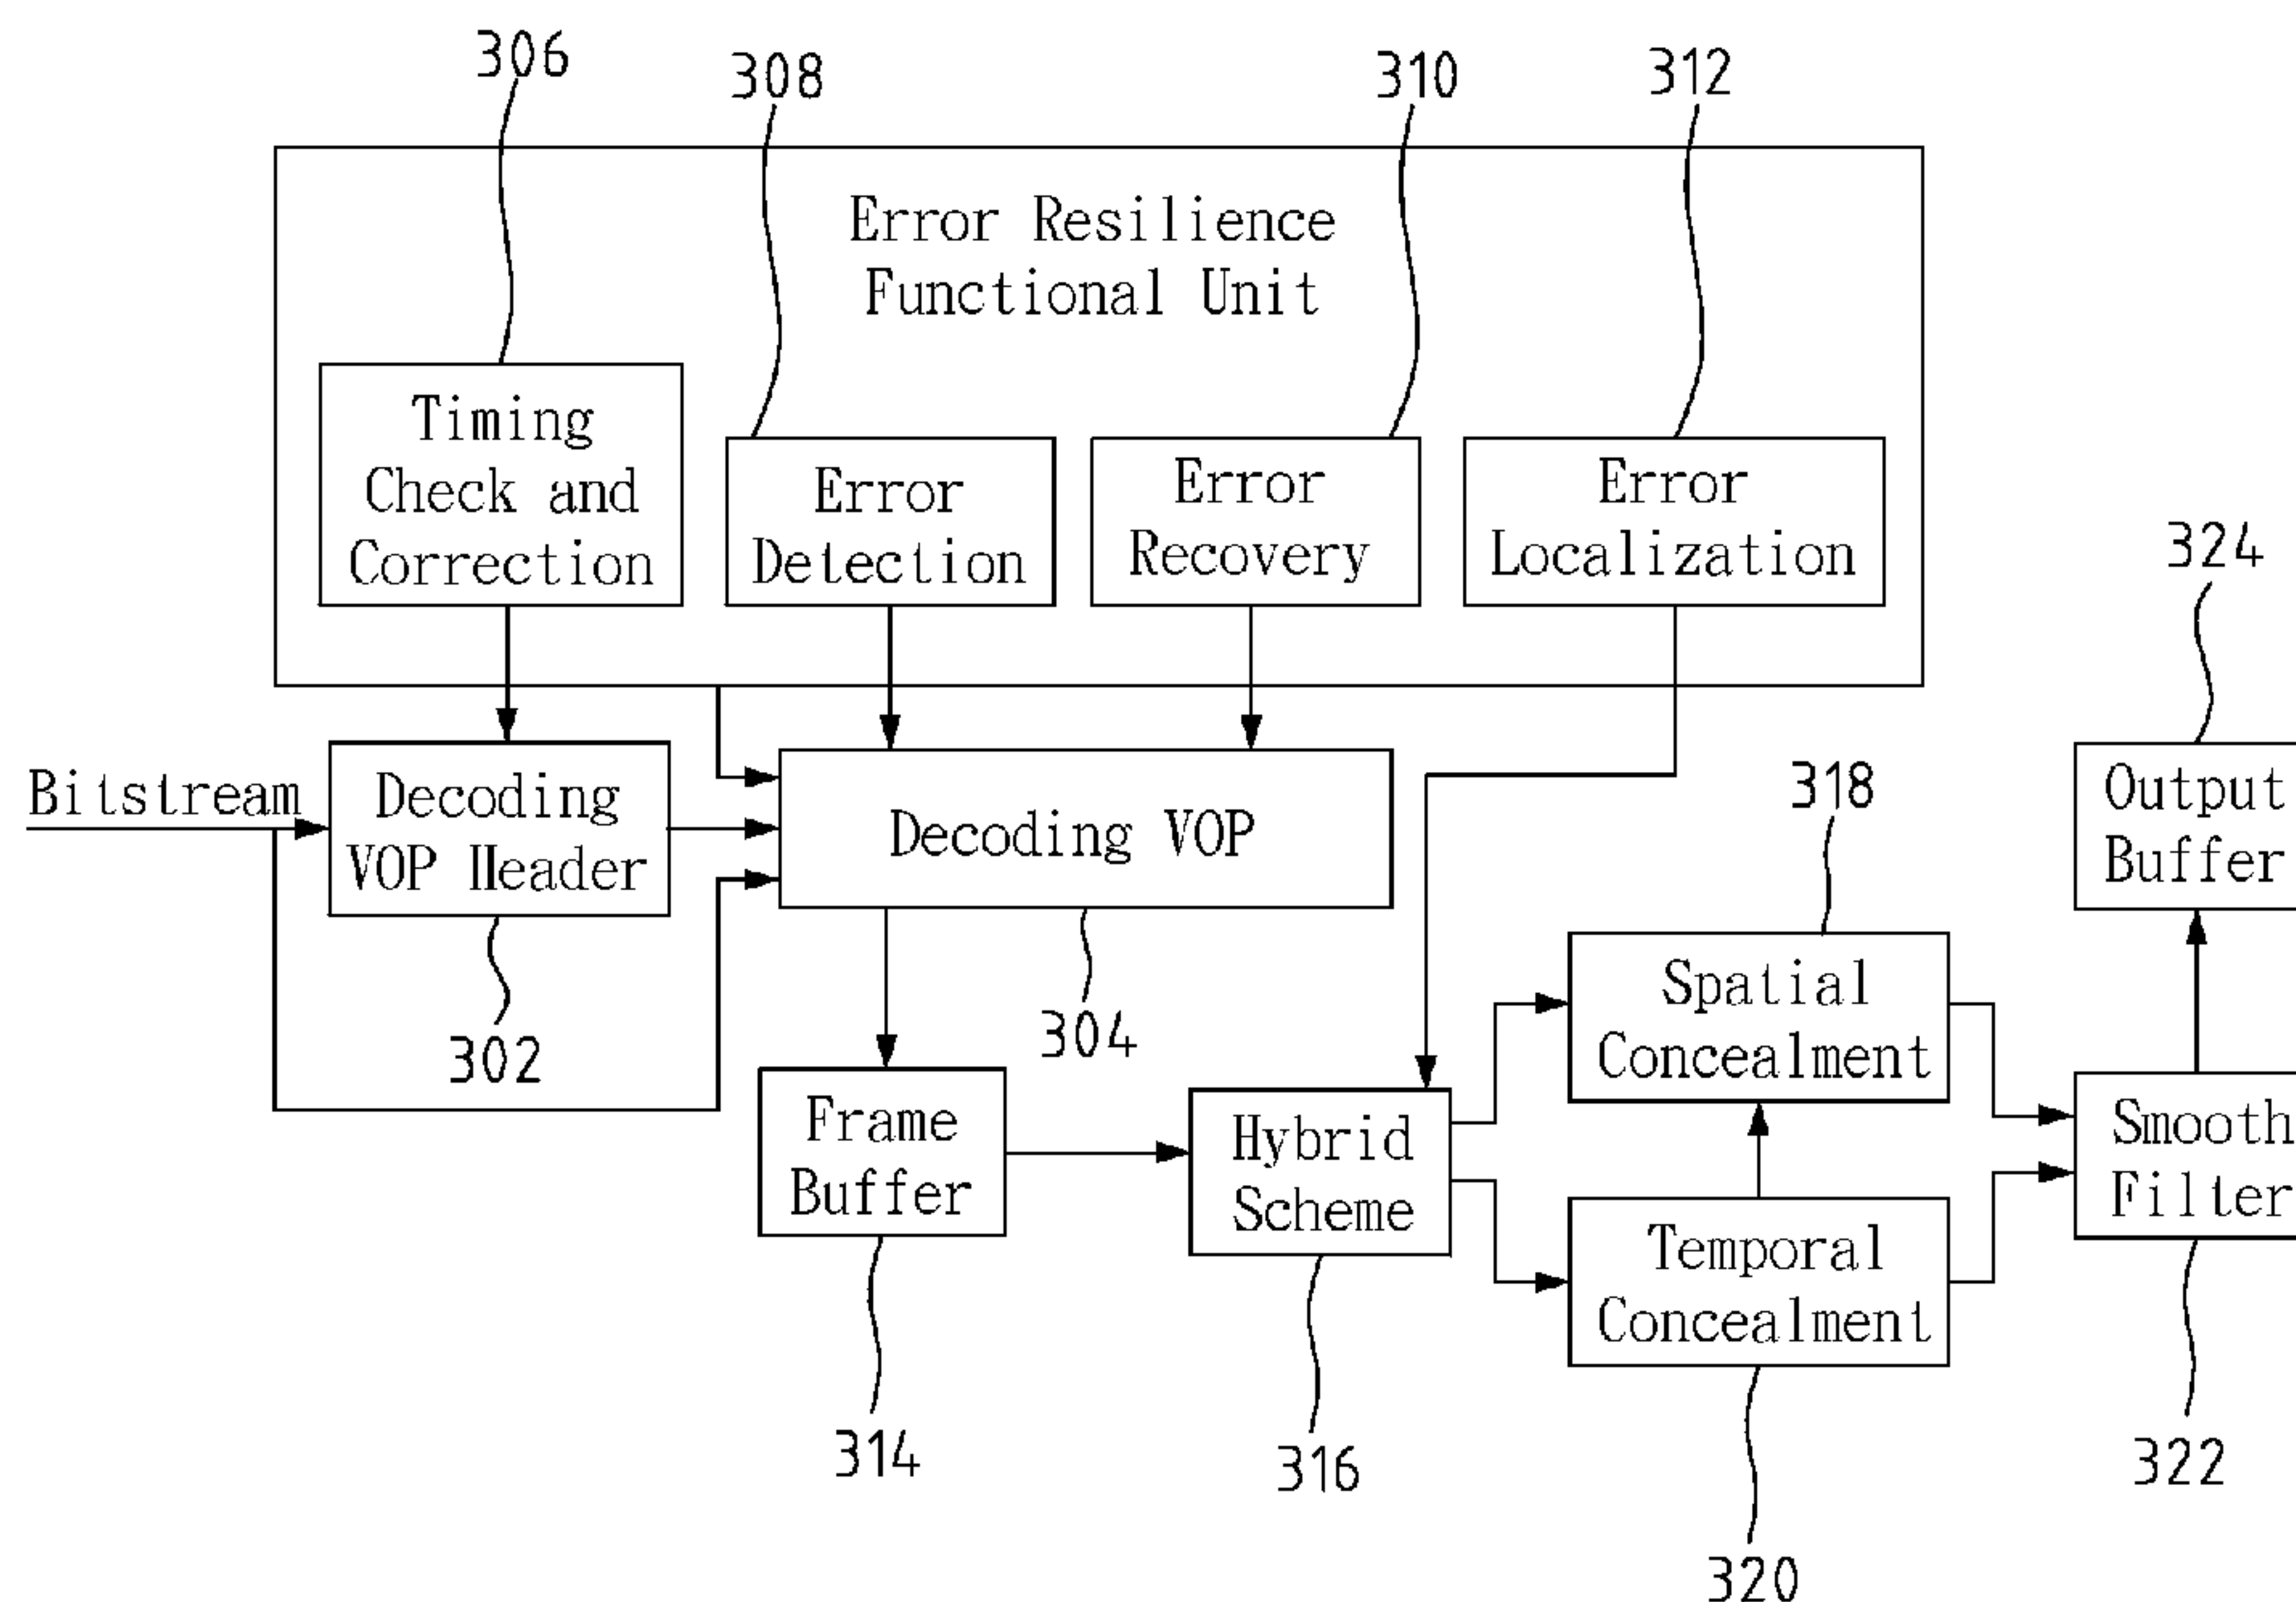 306
308
310
312
Error Resilience
Functional Unit
Timing
Check and
Correction
Error
Detection
Error
Recovery
Error
Localization
324
Bitstream
Decoding
VOP Header
Decoding VOP
318
Output
Buffer
302
304
Spatial
Concealment
Frame
Buffer
Hybrid
Scheme
Smooth
Filter
Temporal
Concealment
314
316
322
320